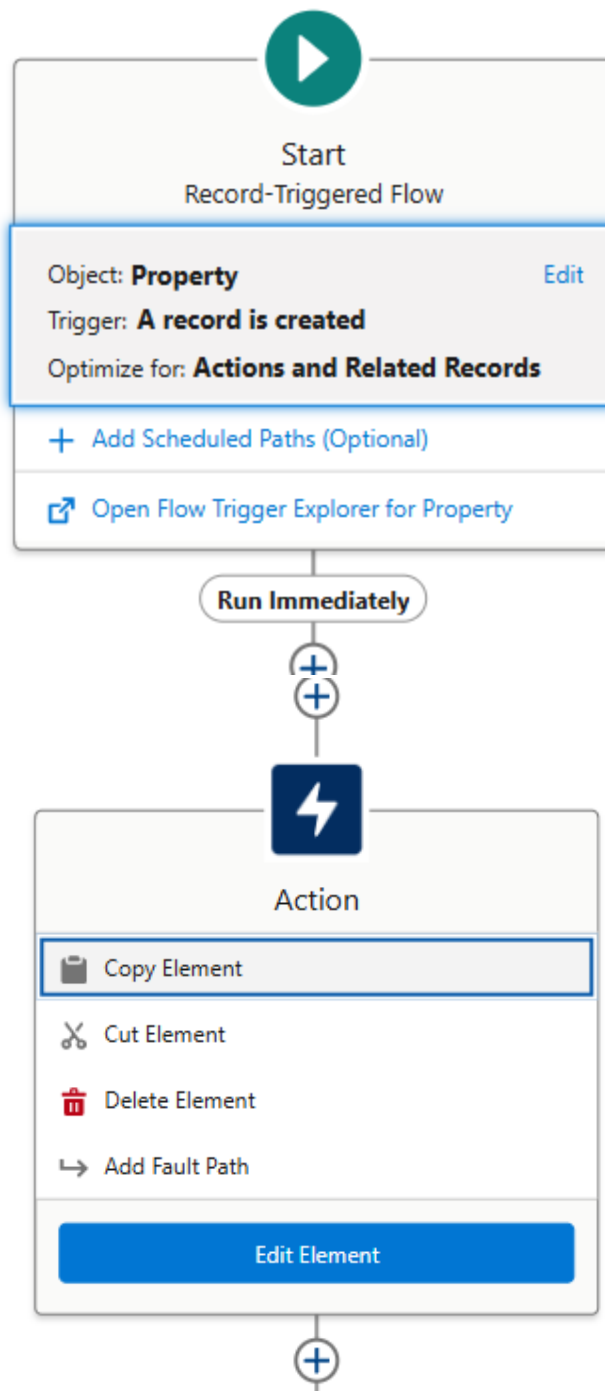 Start
Record-Triggered Flow
Object: Property Edit
Trigger: A record is created
Optimize for: Actions and Related Records
Add Scheduled Paths (Optional)
Open Flow Trigger Explorer for Property
Run Immediately
Action
Copy Element
Cut Element
Delete Element
Add Fault Path
Edit Element